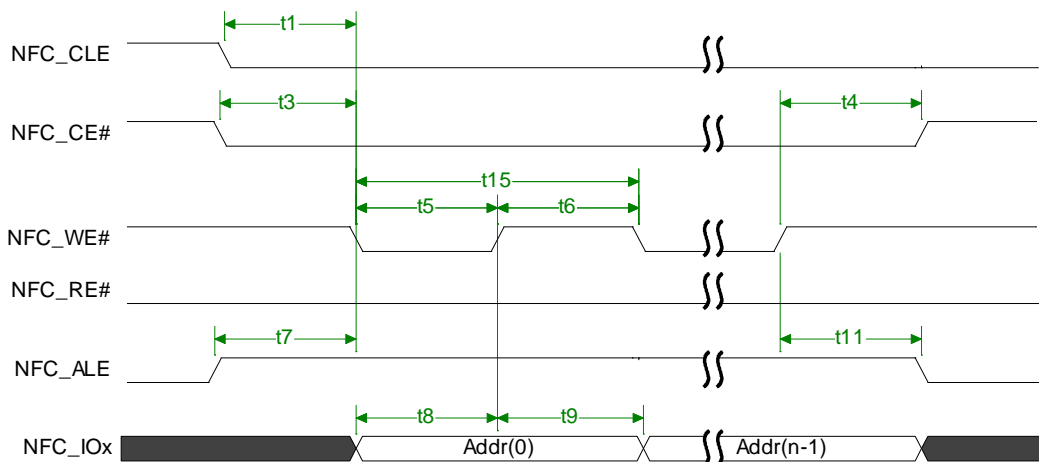 t1
NFC_CLE
t3
t4
NFC_CE#
t15
t5
t6
NFC_WE#
NFC_RE#
t7
t11
NFC_ALE
t8
t9
NFC_IOx
Addr(0)
Addr(n-1)